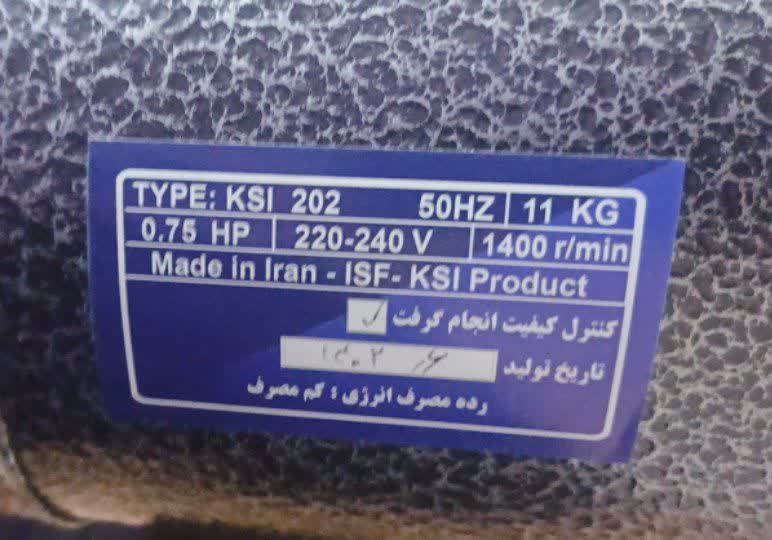 TYPE: KSI 202 50HZ 11 KG
0.75 HP 220-240 V 1400 r/min
Made in Iran - ISF- KSI Product
کنترل کیفیت انجام گرفت ✓
تاریخ تولید ۱۴۰۲
رده مصرف انرژی : کم مصرف